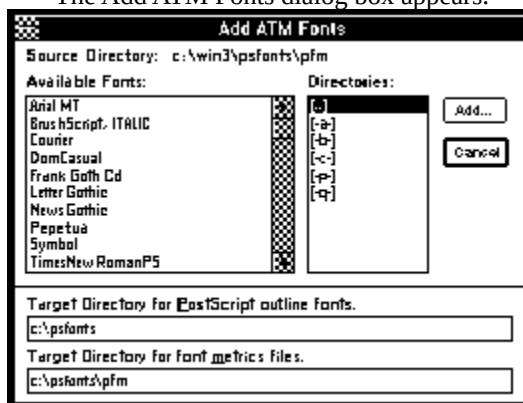 The Add ATM Fonts dialog box appears.
Add ATM Fonts
Source Directory: c:\win3\psfonts\pfm
Available Fonts:
Directories:
Arial MT
BrushScript, ITALIC
Courier
DomCasual
Frank Goth Cd
Letter Gothic
News Gothic
Pepetua
Symbol
TimesNewRomanPS
[..]
[-a-]
[-b-]
[-c-]
[-p-]
[-q-]
Add...
Cancel
Target Directory for PostScript outline fonts.
c:\psfonts
Target Directory for font metrics files.
c:\psfonts\pfm